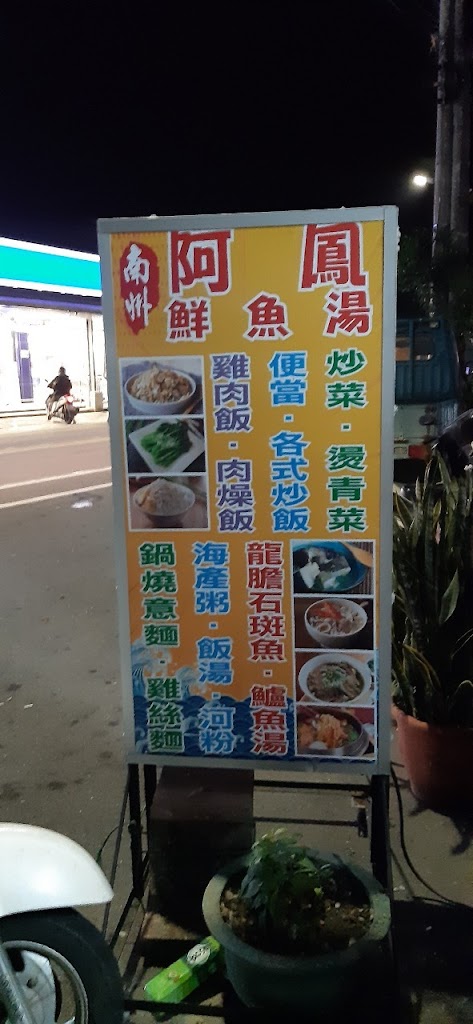 南州
阿鳳
鮮魚湯
炒菜．燙青菜
便當．各式炒飯
雞肉飯．肉燥飯
龍膽石斑魚．鱸魚湯
海產粥．飯湯．河粉
鍋燒意麵．雞絲麵